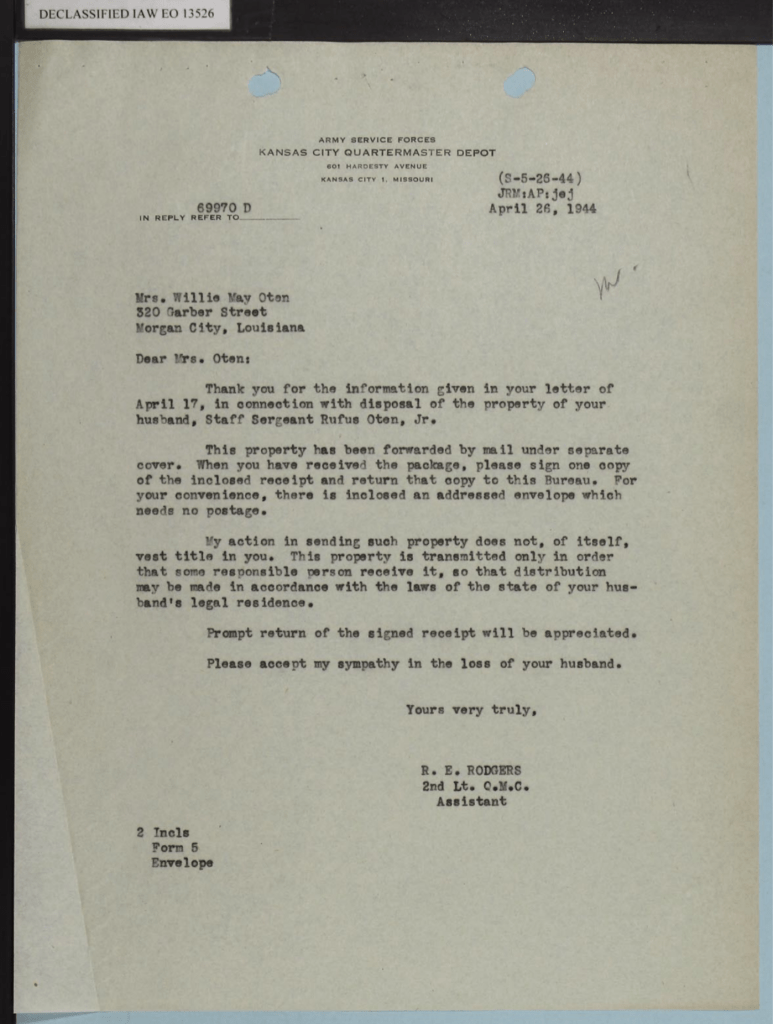 DECLASSIFIED IAW EO 13526
ARMY SERVICE FORCES
KANSAS CITY QUARTERMASTER DEPOT
601 HARDESTY AVENUE
KANSAS CITY 1, MISSOURI
(S-5-26-44)
JRM:AP:jej
April 26, 1944
69970 D
IN REPLY REFER TO
Mrs. Willie May Oten
320 Garber Street
Morgan City, Louisiana
Dear Mrs. Oten:
Thank you for the information given in your letter of
April 17, in connection with disposal of the property of your
husband, Staff Sergeant Rufus Oten, Jr.
This property has been forwarded by mail under separate
cover. When you have received the package, please sign one copy
of the inclosed receipt and return that copy to this Bureau. For
your convenience, there is inclosed an addressed envelope which
needs no postage.
My action in sending such property does not, of itself,
vest title in you. This property is transmitted only in order
that some responsible person receive it, so that distribution
may be made in accordance with the laws of the state of your hus-
band's legal residence.
Prompt return of the signed receipt will be appreciated.
Please accept my sympathy in the loss of your husband.
Yours very truly,
R. E. RODGERS
2nd Lt. Q.M.C.
Assistant
2 Incls
Form 5
Envelope